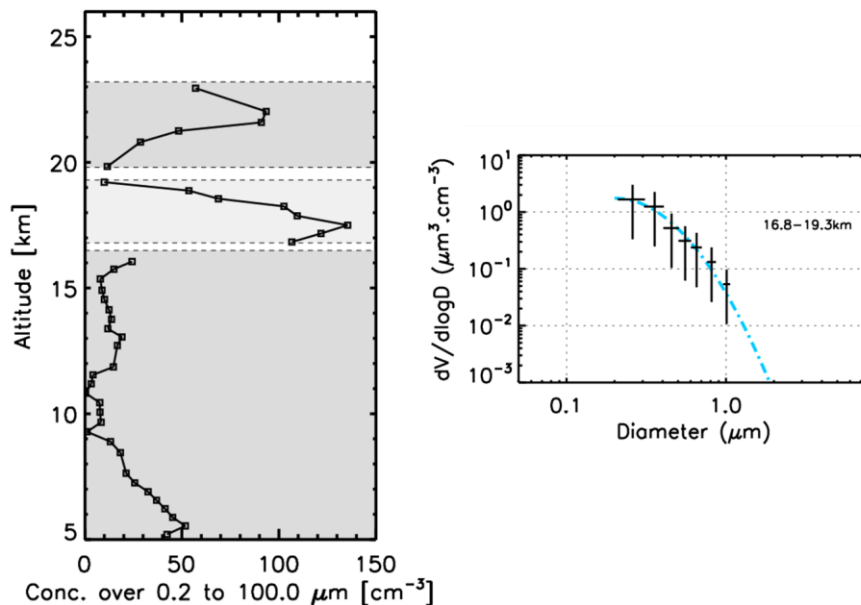 25
20
15
10
5
Altitude [km]
0 50 100 150
Conc. over 0.2 to 100.0 μm [cm⁻³]
10¹
10⁰
10⁻¹
10⁻²
10⁻³
dV/dlogD (μm³.cm⁻³)
16.8–19.3km
0.1 1.0
Diameter (μm)